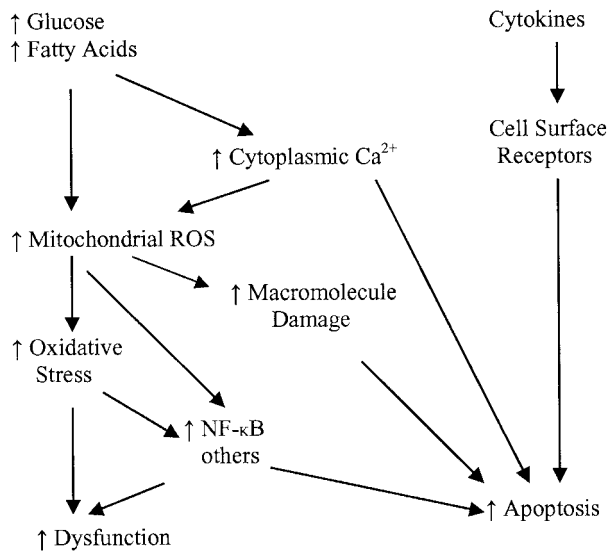 ↑ Glucose
↑ Fatty Acids
Cytokines
↑ Cytoplasmic Ca²⁺
Cell Surface
Receptors
↑ Mitochondrial ROS
↑ Macromolecule
Damage
↑ Oxidative
Stress
↑ NF-κB
others
↑ Apoptosis
↑ Dysfunction